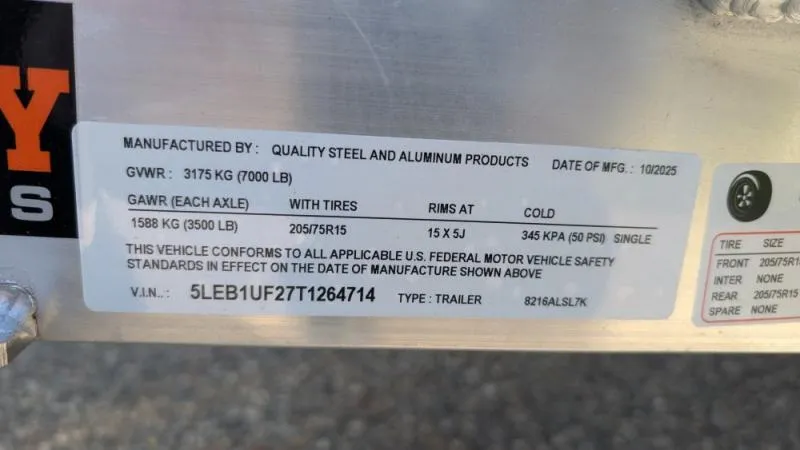 Y
S
MANUFACTURED BY : QUALITY STEEL AND ALUMINUM PRODUCTS DATE OF MFG. : 10/2025
GVWR : 3175 KG (7000 LB)
GAWR (EACH AXLE) WITH TIRES RIMS AT COLD
1588 KG (3500 LB) 205/75R15 15 X 5J 345 KPA (50 PSI) SINGLE
THIS VEHICLE CONFORMS TO ALL APPLICABLE U.S. FEDERAL MOTOR VEHICLE SAFETY
STANDARDS IN EFFECT ON THE DATE OF MANUFACTURE SHOWN ABOVE
V.I.N.. : 5LEB1UF27T1264714 TYPE : TRAILER 8216ALSL7K
TIRE SIZE
FRONT 205/75R15
INTER NONE
REAR 205/75R15
SPARE NONE